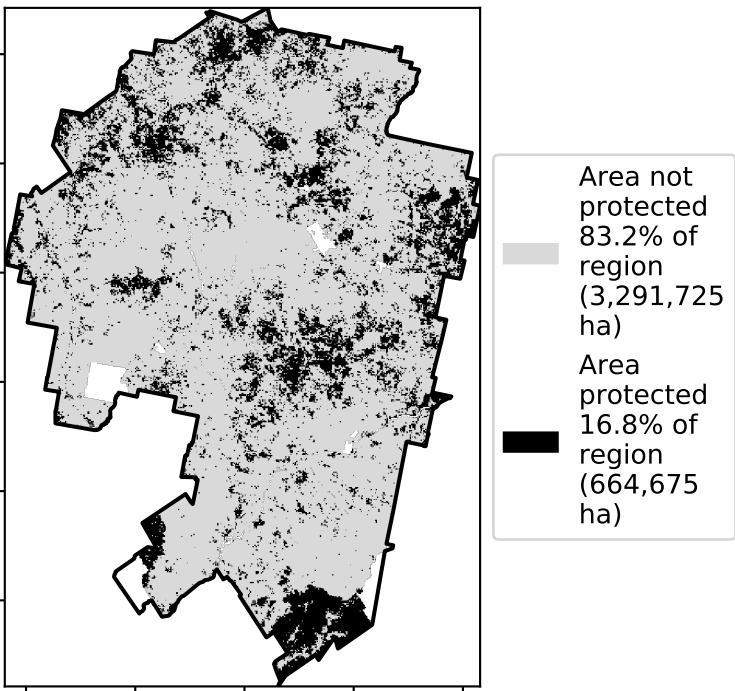 Area not
protected
83.2% of
region
(3,291,725
ha)
Area
protected
16.8% of
region
(664,675
ha)